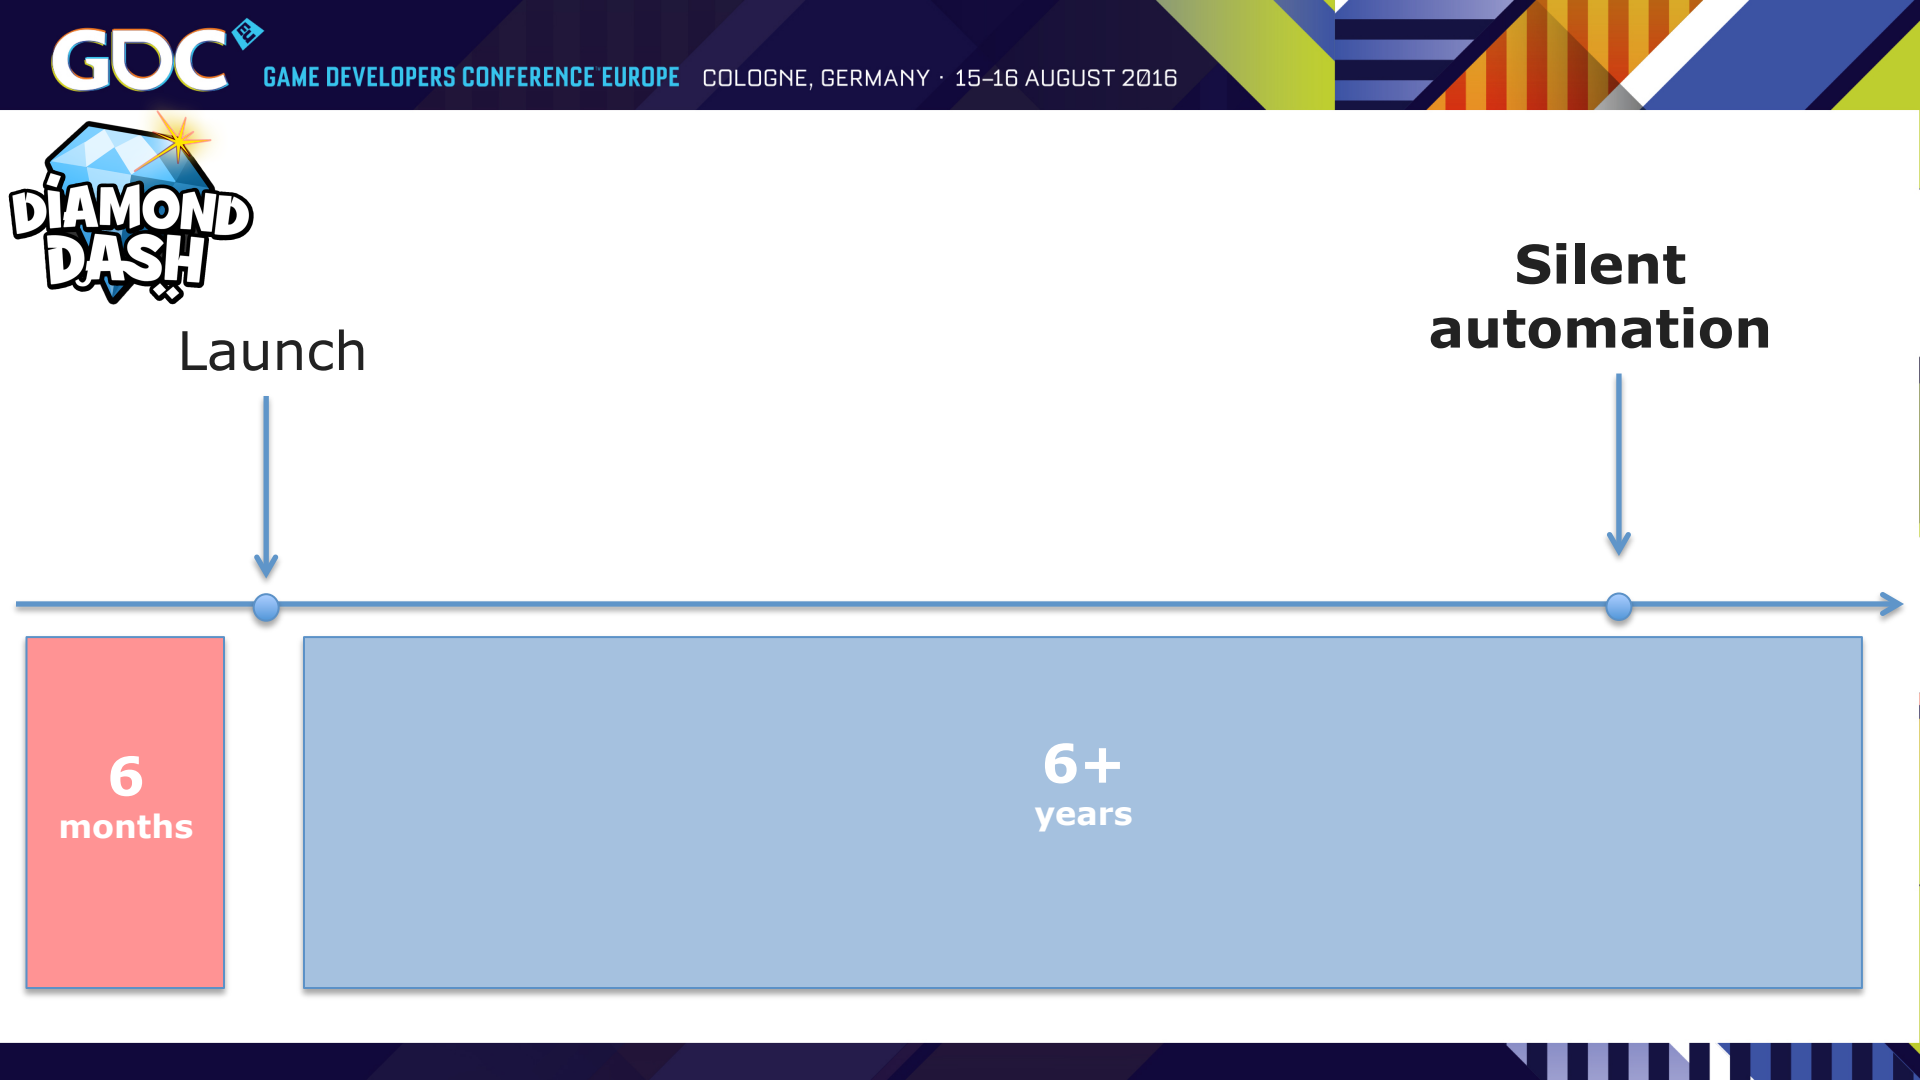 GDC E
GAME DEVELOPERS CONFERENCE EUROPE COLOGNE, GERMANY · 15–16 AUGUST 2016
DiAMOND
DASH
Silent
automation
Launch
6
months
6+
years